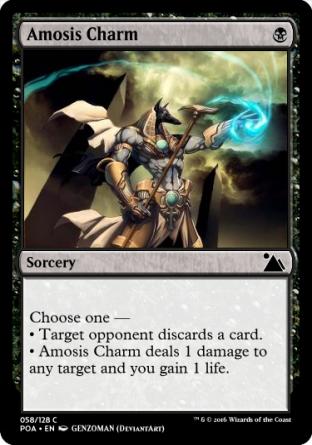 Amosis Charm
Sorcery
Choose one —
• Target opponent discards a card.
• Amosis Charm deals 1 damage to
any target and you gain 1 life.
058/128 C
POA • EN GENZOMAN (DEVIANTART)
™ & © 2016 Wizards of the Coast